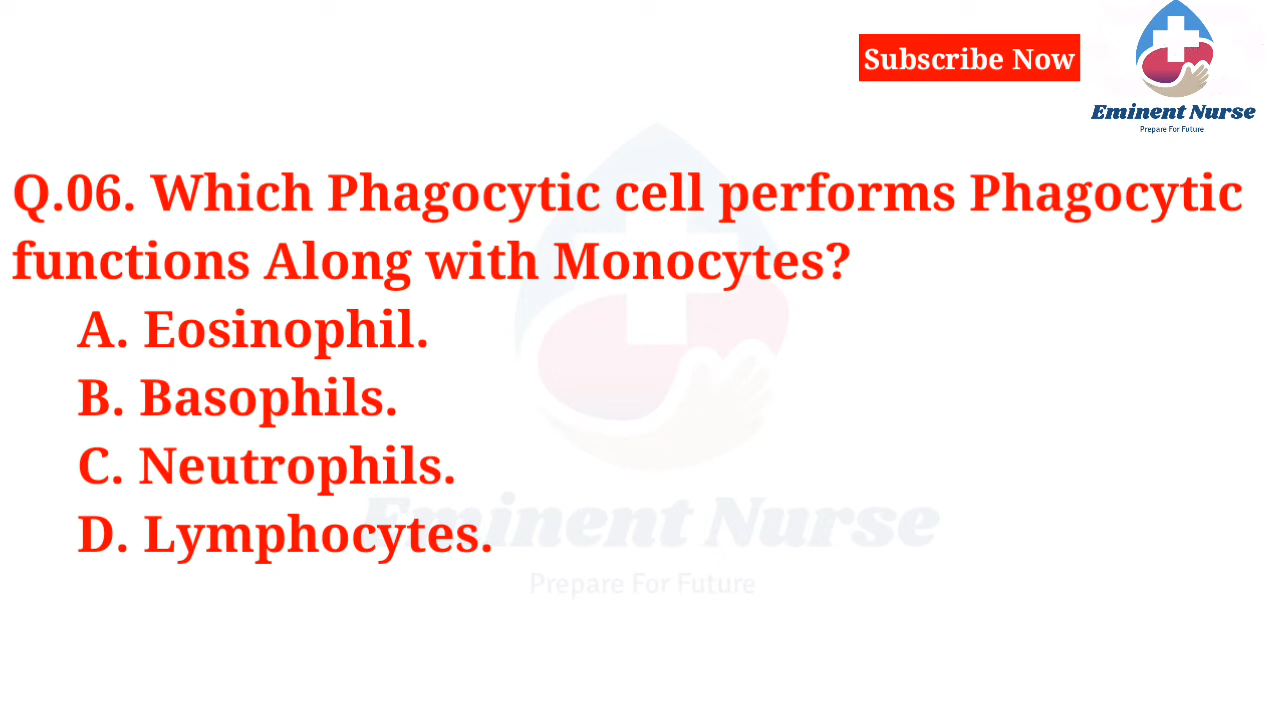 Subscribe Now
Eminent Nurse
Prepare For Future
Q.06. Which Phagocytic cell performs Phagocytic
functions Along with Monocytes?
A. Eosinophil.
B. Basophils.
C. Neutrophils.
D. Lymphocytes.
Eminent Nurse
Prepare For Future